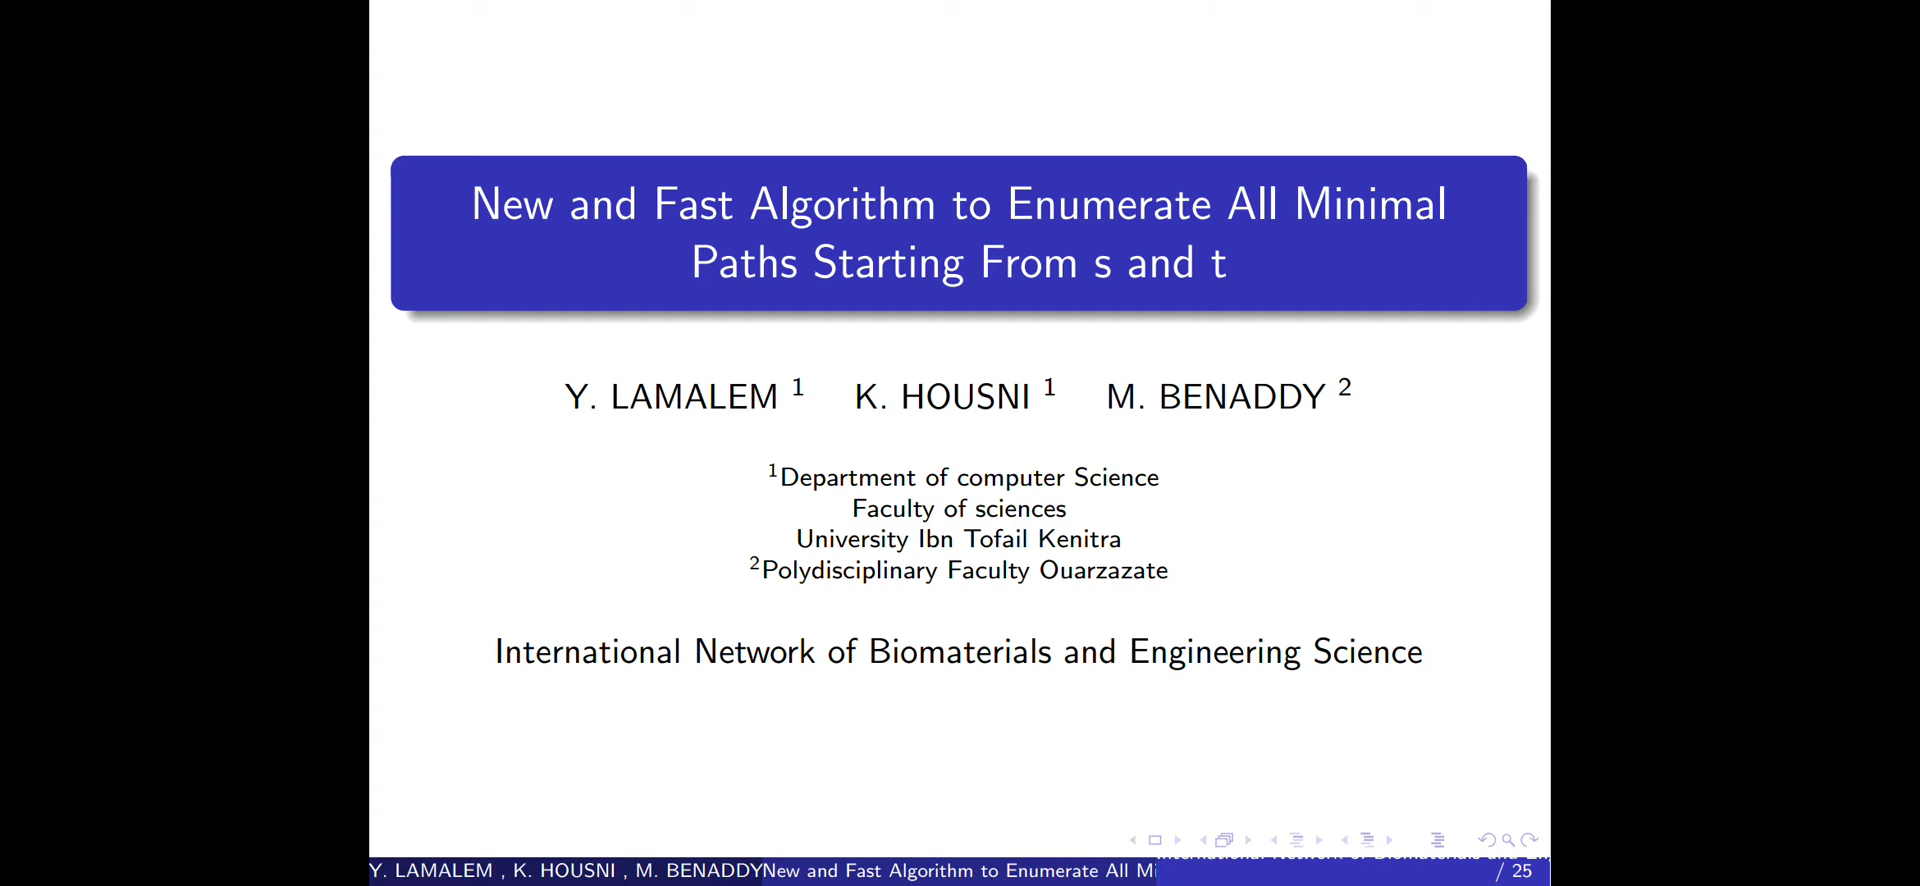 New and Fast Algorithm to Enumerate All Minimal
Paths Starting From s and t
Y. LAMALEM 1 K. HOUSNI 1 M. BENADDY 2
1Department of computer Science
Faculty of sciences
University Ibn Tofail Kenitra
2Polydisciplinary Faculty Ouarzazate
International Network of Biomaterials and Engineering Science
Y. LAMALEM , K. HOUSNI , M. BENADDY New and Fast Algorithm to Enumerate All Mi / 25